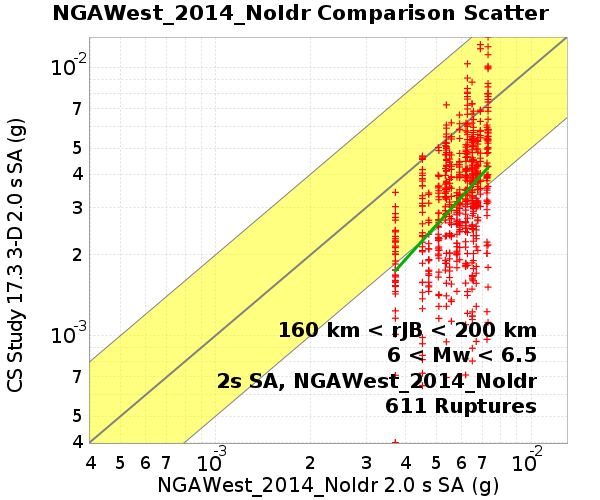 NGAWest_2014_NoIdr Comparison Scatter
CS Study 17.3 3-D 2.0 s SA (g)
10-2
7
5
4
3
2
10-3
7
5
4
160 km < rJB < 200 km
6 < Mw < 6.5
2s SA, NGAWest_2014_NoIdr
611 Ruptures
4 5 6 7 10-3 2 3 4 5 6 7 10-2
NGAWest_2014_NoIdr 2.0 s SA (g)